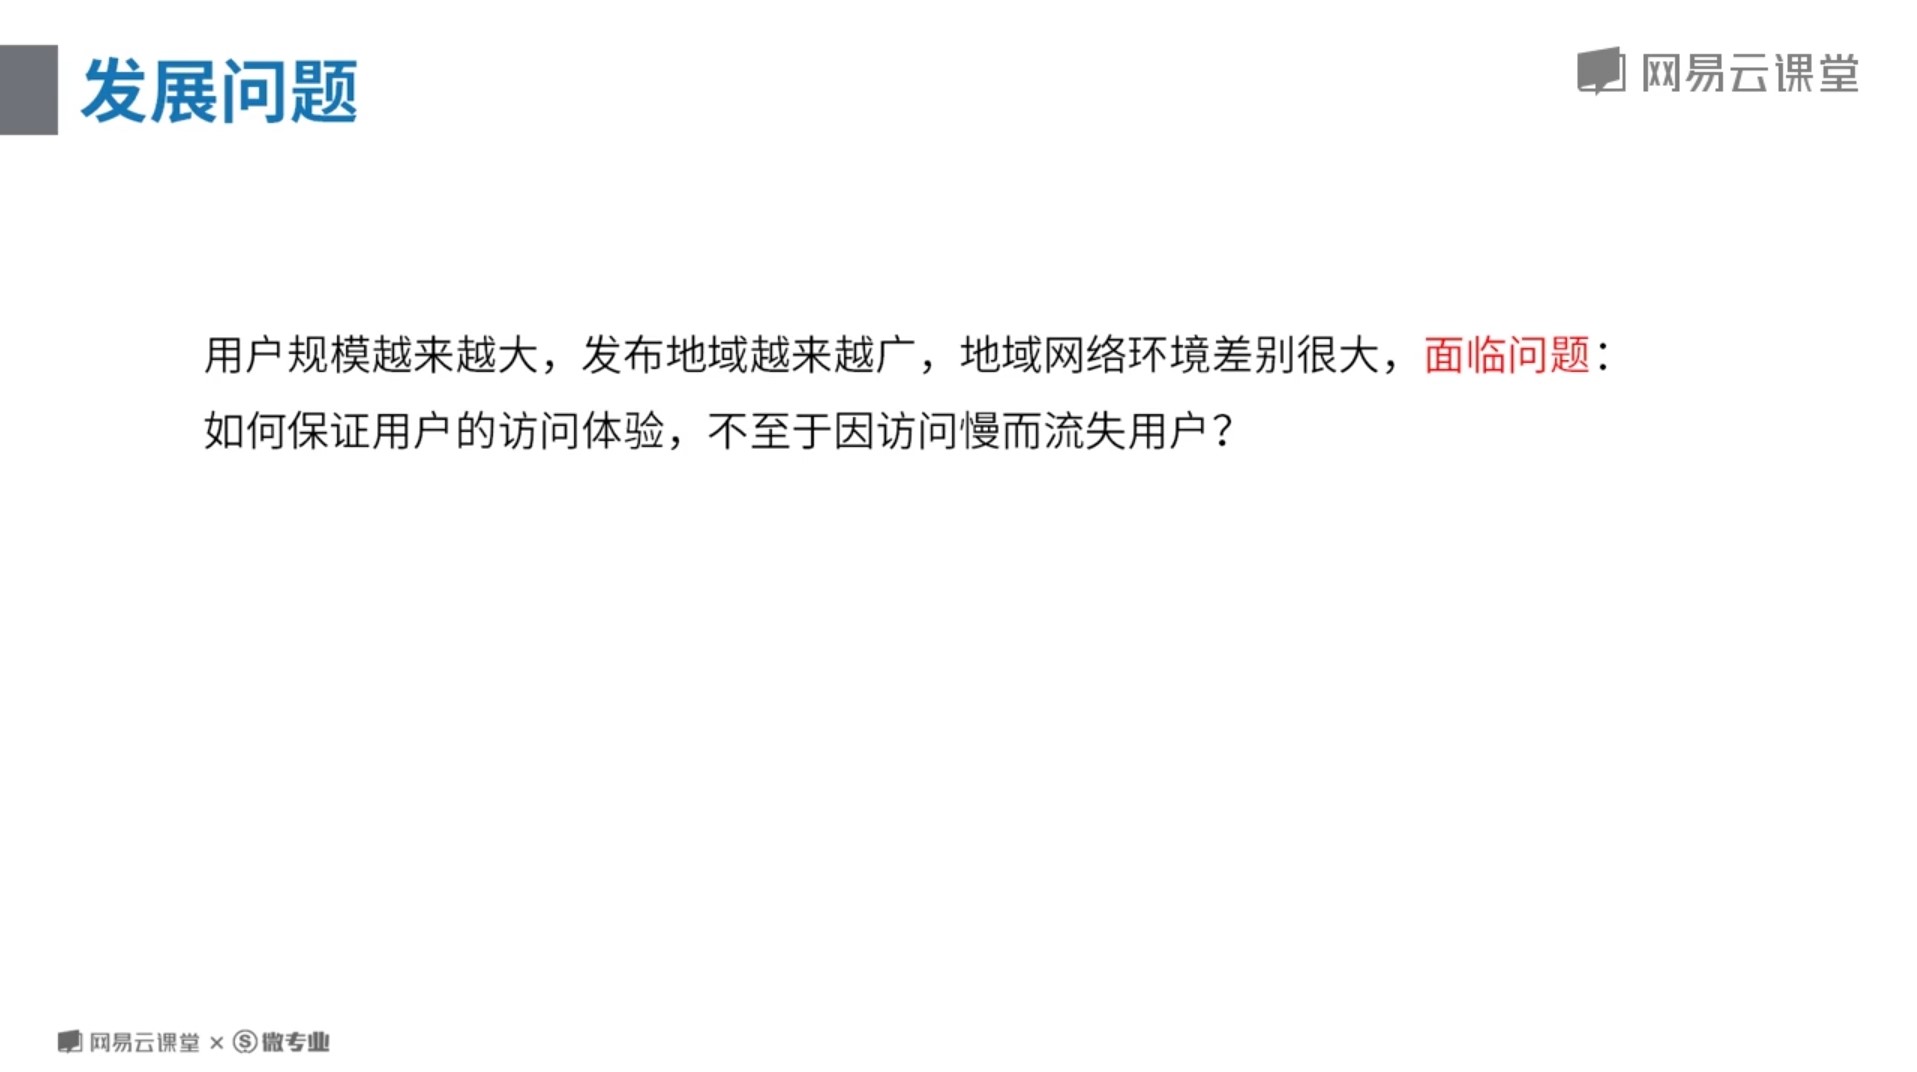 发展问题
网易云课堂
用户规模越来越大，发布地域越来越广，地域网络环境差别很大，面临问题：
如何保证用户的访问体验，不至于因访问慢而流失用户？
网易云课堂 × Ⓢ微专业